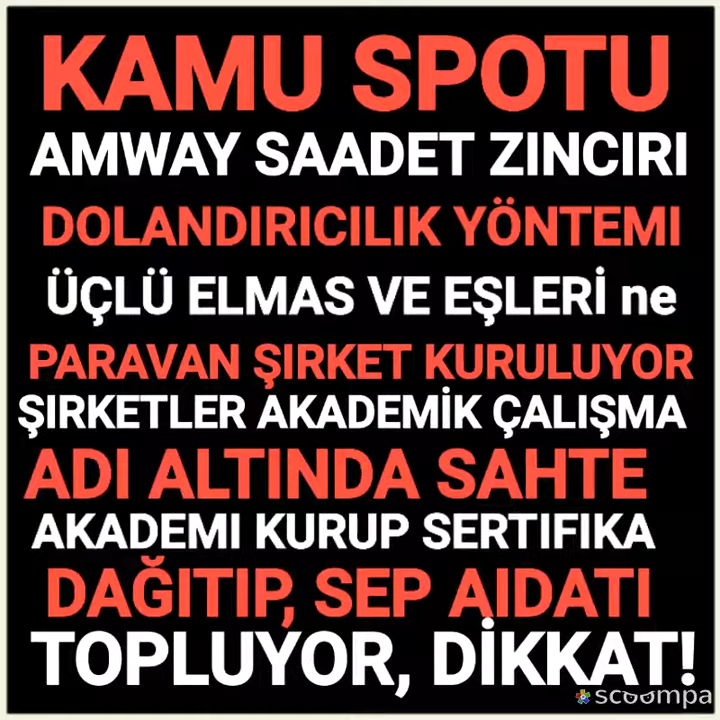 KAMU SPOTU
AMWAY SAADET ZINCIRI
DOLANDIRICILIK YÖNTEMI
ÜÇLÜ ELMAS VE EŞLERİ ne
PARAVAN ŞIRKET KURULUYOR
ŞIRKETLER AKADEMİK ÇALIŞMA
ADI ALTINDA SAHTE
AKADEMI KURUP SERTIFIKA
DAĞITIP, SEP AIDATI
TOPLUYOR, DİKKAT!
scoompa